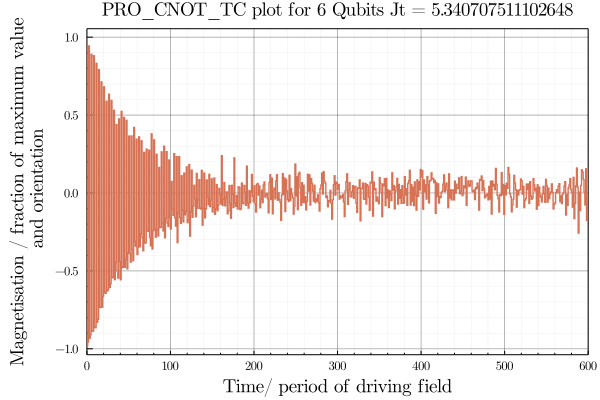 PRO_CNOT_TC plot for 6 Qubits Jt = 5.340707511102648
Magnetisation / fraction of maximum value
and orientation
1.0
0.5
0.0
−0.5
−1.0
0 100 200 300 400 500 600
Time/ period of driving field